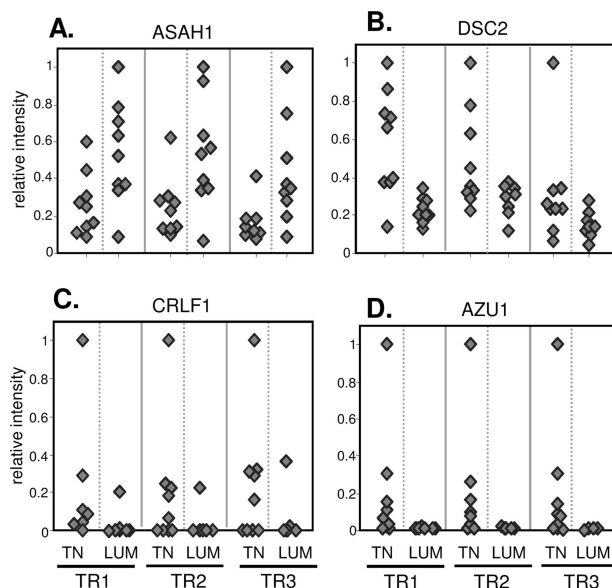 A.
ASAH1
B.
DSC2
relative intensity
1
0.8
0.6
0.4
0.2
0
1
0.8
0.6
0.4
0.2
0
C.
CRLF1
D.
AZU1
relative intensity
1
0.8
0.6
0.4
0.2
0
1
0.8
0.6
0.4
0.2
0
TN LUM TN LUM TN LUM
TR1 TR2 TR3
TN LUM TN LUM TN LUM
TR1 TR2 TR3